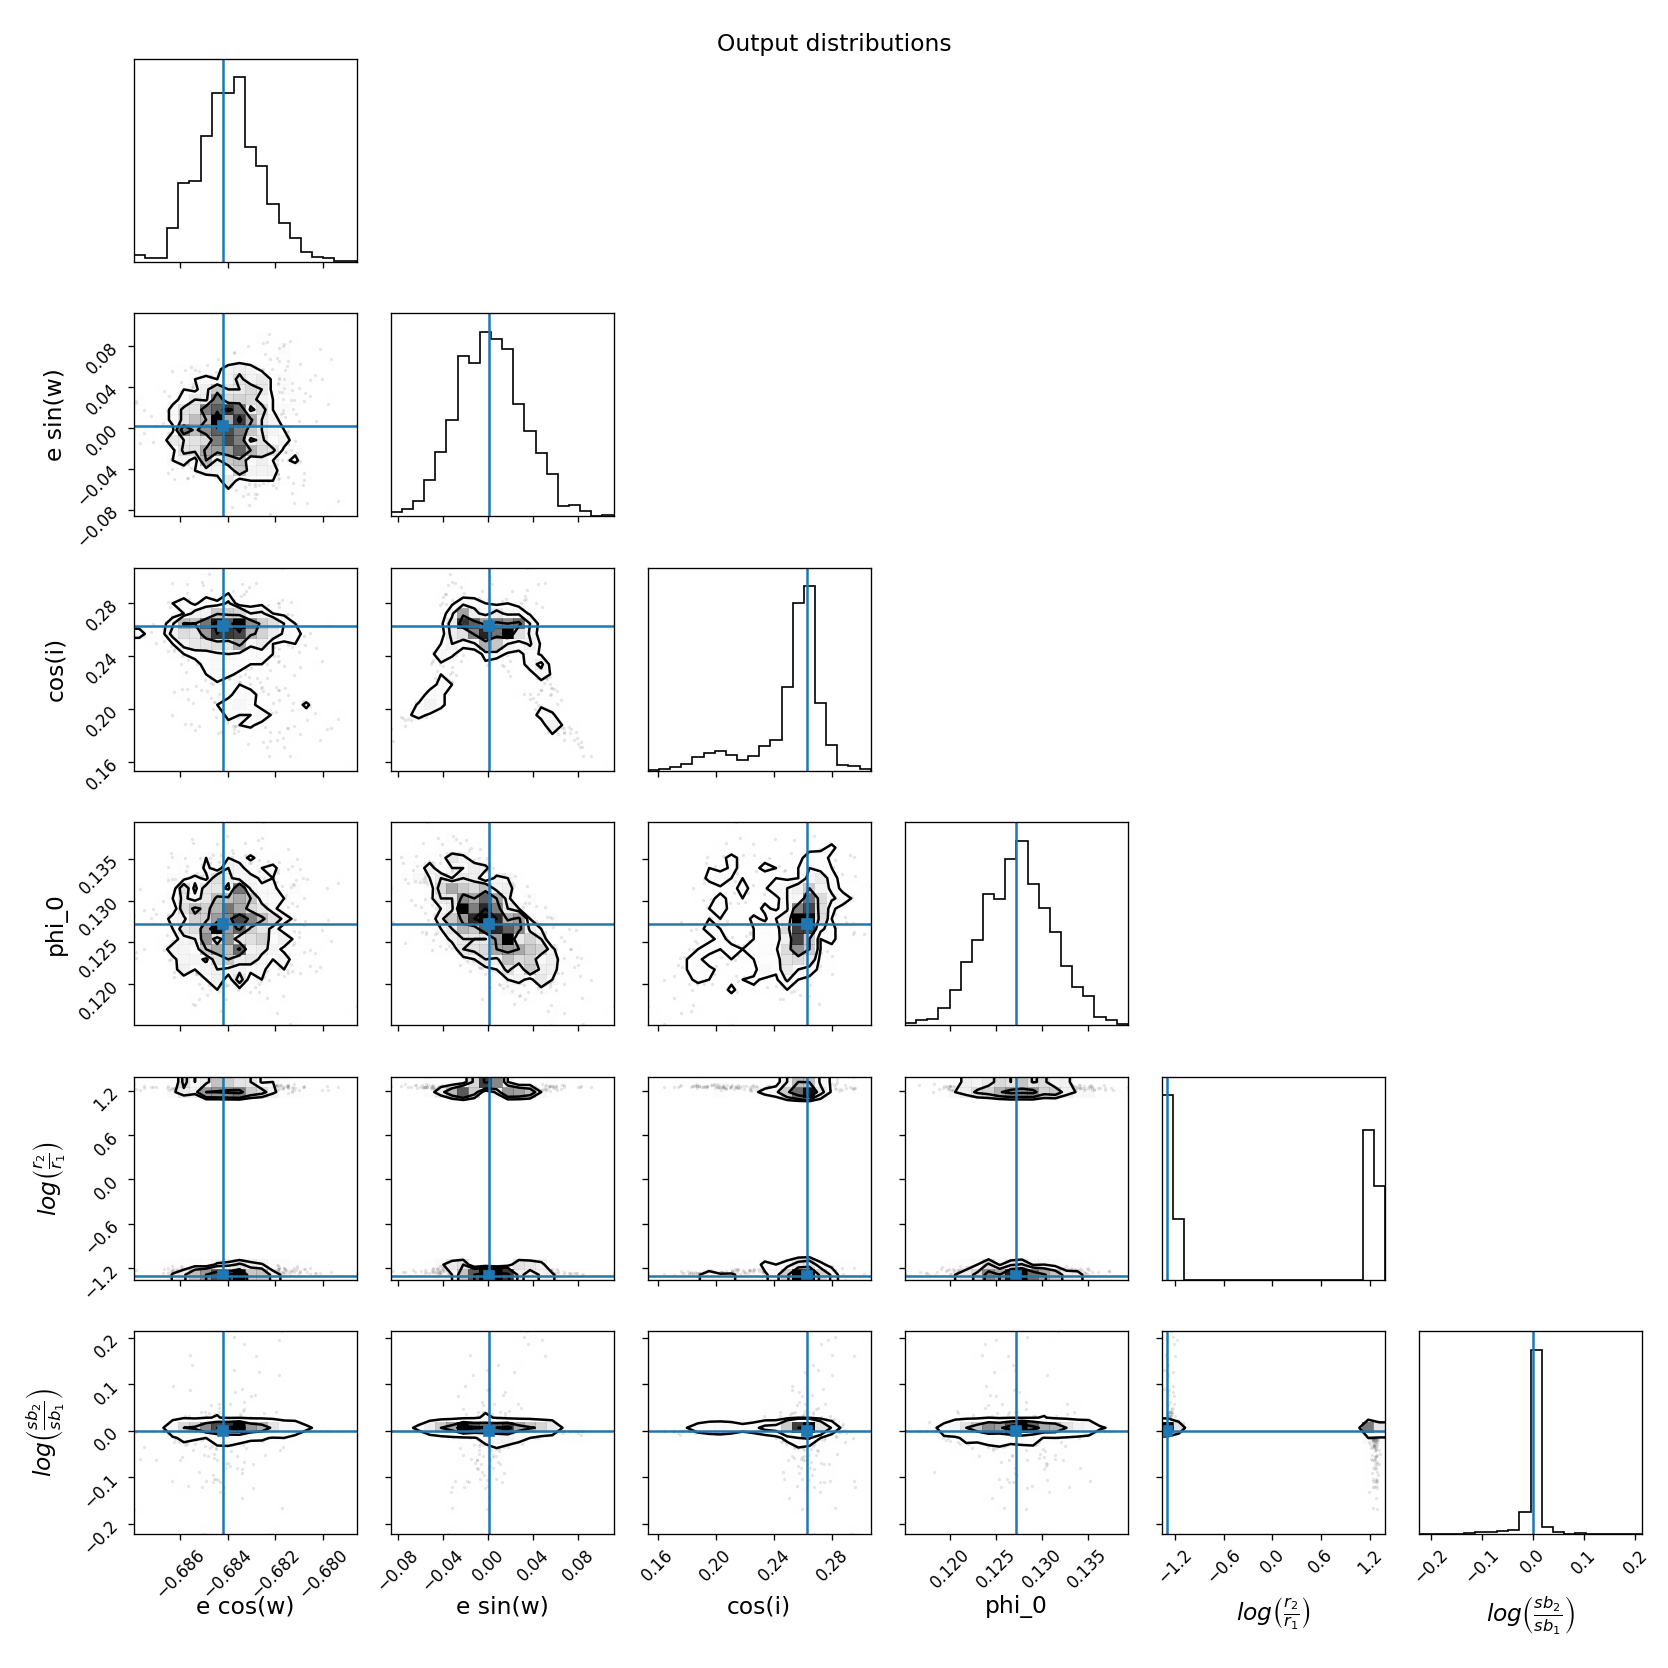 Output distributions
e sin(w)
0.08
0.04
0.00
−0.04
−0.08
cos(i)
0.28
0.24
0.20
0.16
phi_0
0.135
0.130
0.125
0.120
log(r2/r1)
1.2
0.6
0.0
−0.6
−1.2
log(sb2/sb1)
0.2
0.1
0.0
−0.1
−0.2
−0.686 −0.684 −0.682 −0.680
e cos(w)
−0.08 −0.04 0.00 0.04 0.08
e sin(w)
0.16 0.20 0.24 0.28
cos(i)
0.120 0.125 0.130 0.135
phi_0
−1.2 −0.6 0.0 0.6 1.2
log(r2/r1)
−0.2 −0.1 0.0 0.1 0.2
log(sb2/sb1)